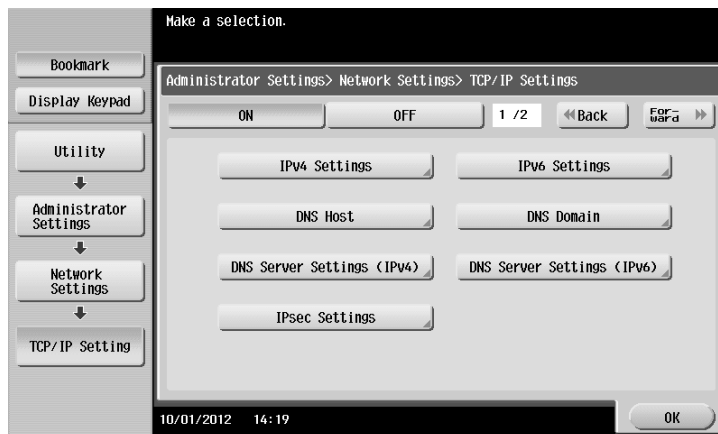 Make a selection.
Bookmark
Display Keypad
Utility
Administrator
Settings
Network
Settings
TCP/IP Setting
Administrator Settings> Network Settings> TCP/IP Settings
ON
OFF
1 /2
Back
For-
ward
IPv4 Settings
IPv6 Settings
DNS Host
DNS Domain
DNS Server Settings (IPv4)
DNS Server Settings (IPv6)
IPsec Settings
10/01/2012 14:19
OK